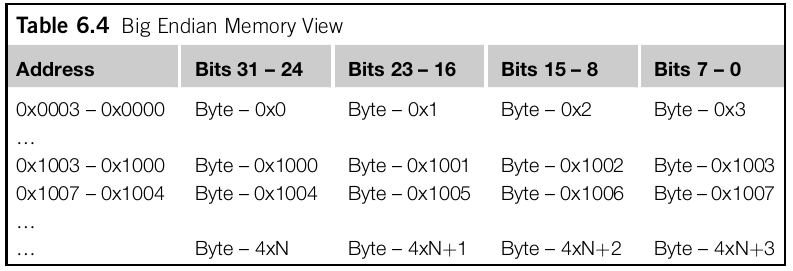 Table 6.4 Big Endian Memory View
Address Bits 31 – 24 Bits 23 – 16 Bits 15 – 8 Bits 7 – 0
0x0003 – 0x0000 Byte – 0x0 Byte – 0x1 Byte – 0x2 Byte – 0x3
…
0x1003 – 0x1000 Byte – 0x1000 Byte – 0x1001 Byte – 0x1002 Byte – 0x1003
0x1007 – 0x1004 Byte – 0x1004 Byte – 0x1005 Byte – 0x1006 Byte – 0x1007
…
… Byte – 4xN Byte – 4xN+1 Byte – 4xN+2 Byte – 4xN+3